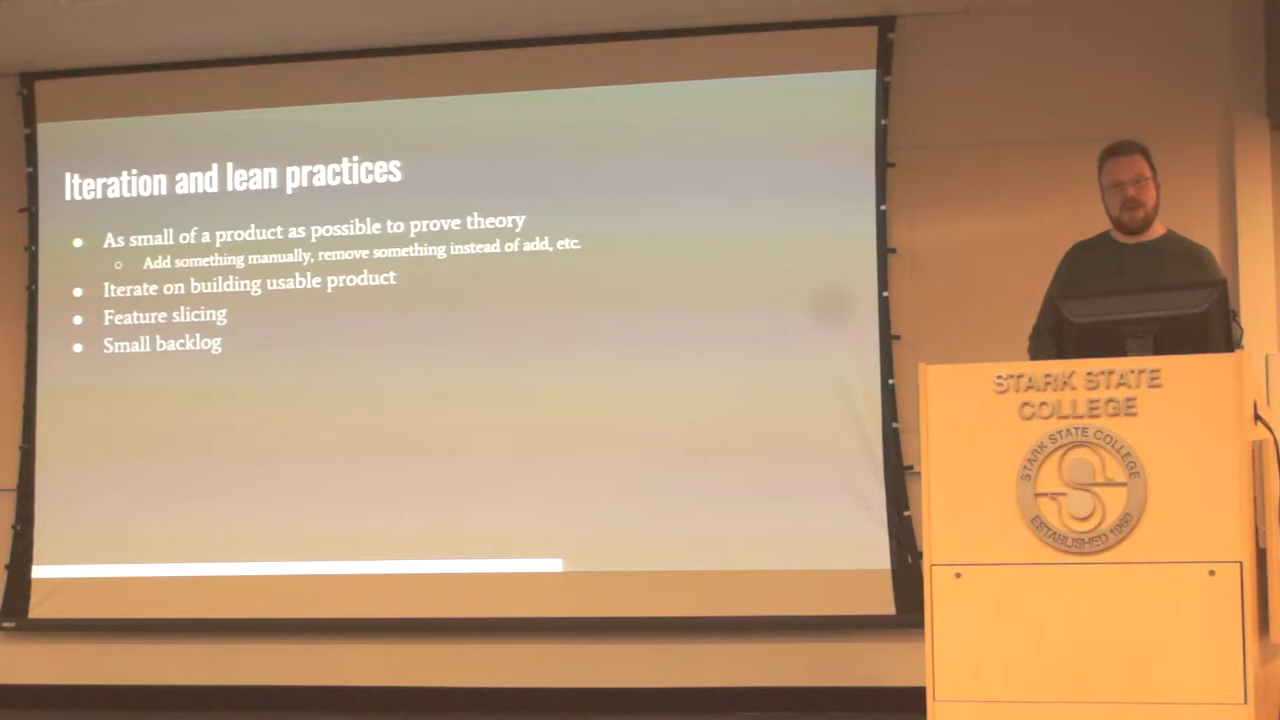 Iteration and lean practices
● As small of a product as possible to prove theory
○ Add something manually, remove something instead of add, etc.
● Iterate on building usable product
● Feature slicing
● Small backlog
STARK STATE
COLLEGE
STARK STATE COLLEGE
ESTABLISHED 1960